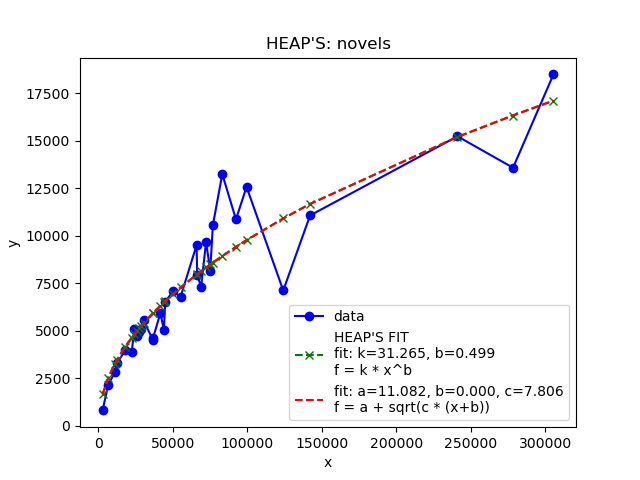 HEAP'S: novels
y
17500
15000
12500
10000
7500
5000
2500
0
data
HEAP'S FIT
fit: k=31.265, b=0.499
f = k * x^b
fit: a=11.082, b=0.000, c=7.806
f = a + sqrt(c * (x+b))
0 50000 100000 150000 200000 250000 300000
x